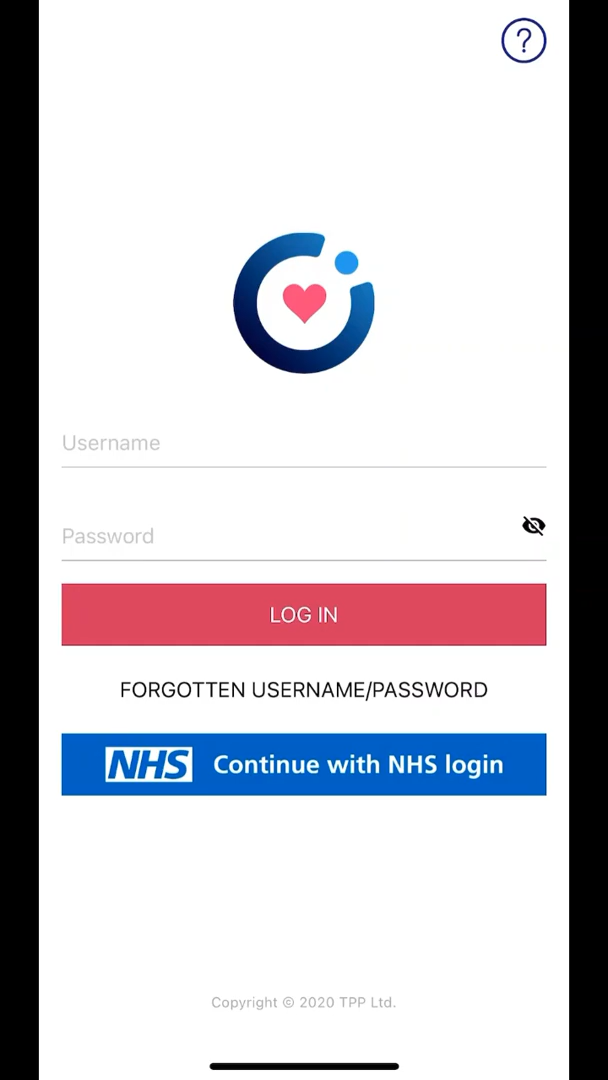 ?
Username
Password
LOG IN
FORGOTTEN USERNAME/PASSWORD
NHS Continue with NHS login
Copyright © 2020 TPP Ltd.